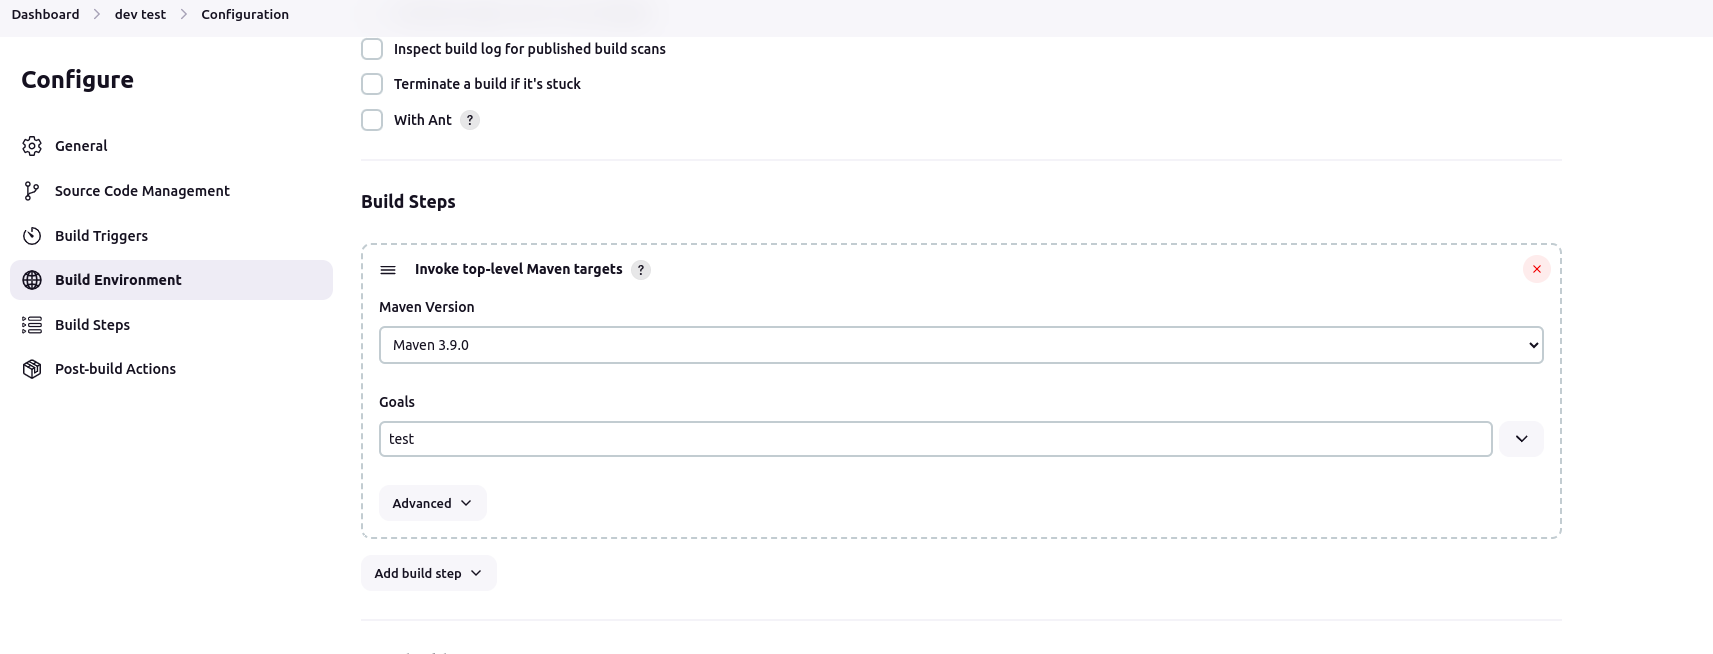 Dashboard > dev test > Configuration
Configure
General
Source Code Management
Build Triggers
Build Environment
Build Steps
Post-build Actions
Inspect build log for published build scans
Terminate a build if it's stuck
With Ant ?
Build Steps
Invoke top-level Maven targets ?
Maven Version
Maven 3.9.0
Goals
test
Advanced
Add build step